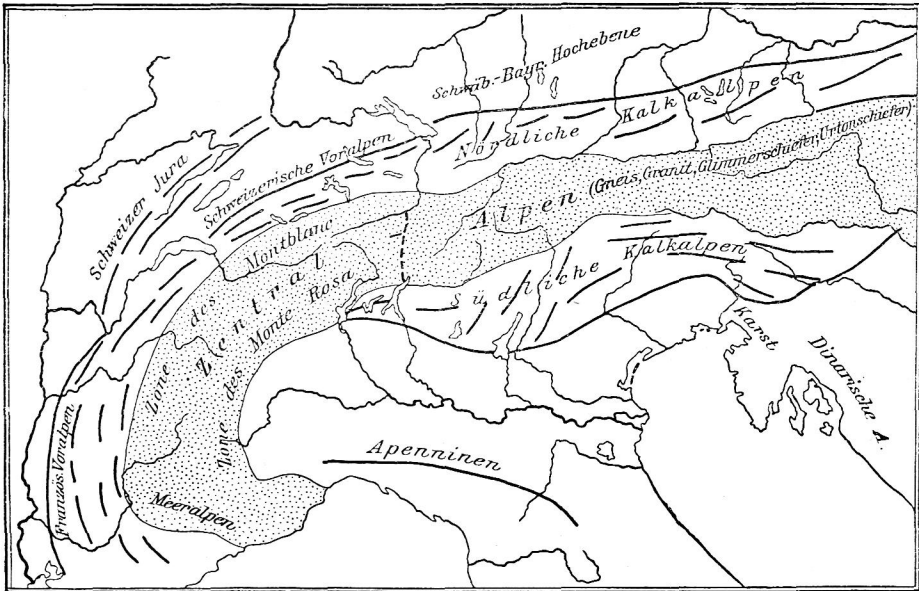 Schwäb.-Bayr. Hochebene
Nördliche Kalkalpen
Schweizer Jura
Schweizerische Voralpen
Alpen (Gneis, Granit, Glimmerschiefer, Urtonschiefer)
Zone des Montblanc
Zentral
Zone des Monte Rosa
Südliche Kalkalpen
Karst
Dinarische A.
Französ. Voralpen
Apenninen
Meeralpen